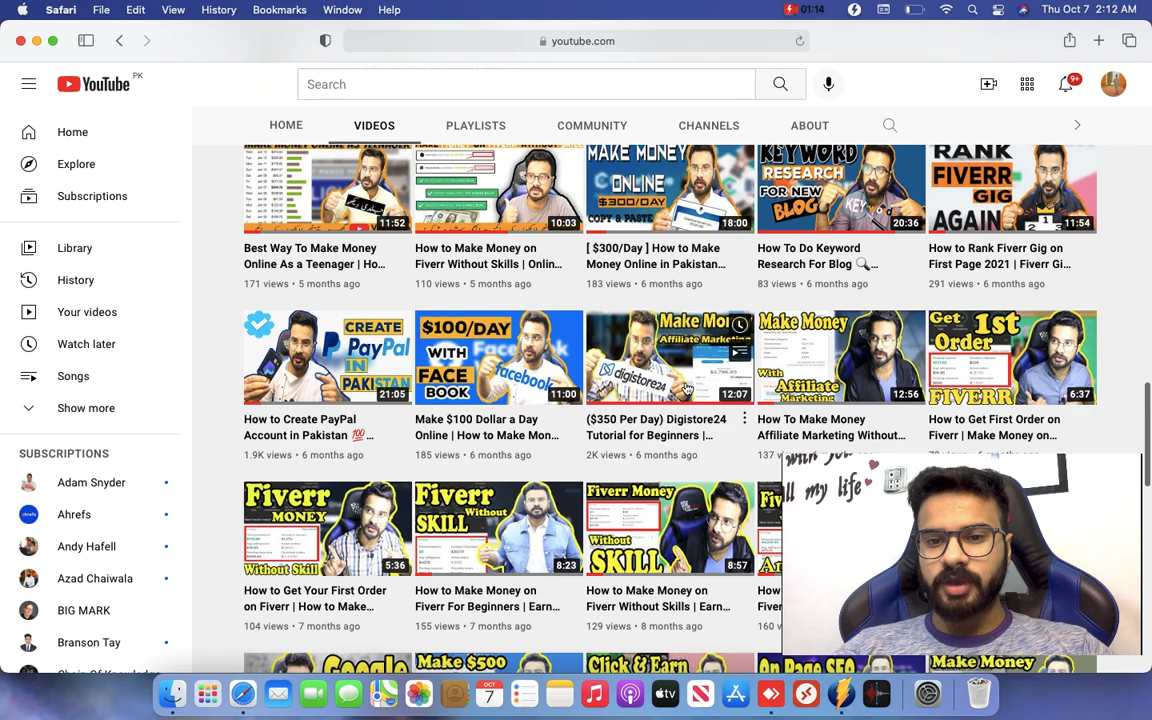 Safari File Edit View History Bookmarks Window Help 01:14 Thu Oct 7 2:12 AM
youtube.com
YouTube PK Search 9+
HOME VIDEOS PLAYLISTS COMMUNITY CHANNELS ABOUT
Home
Explore
Subscriptions
Library
History
Your videos
Watch later
Songs
Show more
SUBSCRIPTIONS
Adam Snyder
Ahrefs
Andy Hafell
Azad Chaiwala
BIG MARK
Branson Tay
11:52
10:03
MAKE MONEY
ONLINE
$300/DAY
COPY & PASTE
18:00
KEYWORD
RESEARCH
FOR NEW
BLOG
20:36
RANK
FIVERR
GIG
AGAIN
11:54
Best Way To Make Money
Online As a Teenager | Ho...
171 views • 5 months ago
How to Make Money on
Fiverr Without Skills | Onlin...
110 views • 5 months ago
[ $300/Day ] How to Make
Money Online in Pakistan...
183 views • 6 months ago
How To Do Keyword
Research For Blog 🔍...
83 views • 6 months ago
How to Rank Fiverr Gig on
First Page 2021 | Fiverr Gi...
291 views • 6 months ago
CREATE
PayPal
IN
PAKISTAN
21:05
$100/DAY
WITH
FACE
BOOK
facebook
11:00
Make Mon
Affiliate Marketin
digistore24
12:07
Make Money
With
Affiliate
Marketing
12:56
Get 1st
Order
FIVERR
6:37
How to Create PayPal
Account in Pakistan 💯...
1.9K views • 6 months ago
Make $100 Dollar a Day
Online | How to Make Mon...
185 views • 6 months ago
($350 Per Day) Digistore24
Tutorial for Beginners |...
2K views • 6 months ago
How To Make Money
Affiliate Marketing Without...
137 v
How to Get First Order on
Fiverr | Make Money on...
with you
all my life
Fiverr
MONEY
Without Skill
5:36
Fiverr
Without
SKILL
8:23
Fiverr Money
Without
SKILL
8:57
How to Get Your First Order
on Fiverr | How to Make...
104 views • 7 months ago
How to Make Money on
Fiverr For Beginners | Earn...
155 views • 7 months ago
How to Make Money on
Fiverr Without Skills | Earn...
129 views • 8 months ago
How
Fiver
160 v
Google
Make $500
Click & Earn
On Page SEO
Make Money
OCT
7
tv